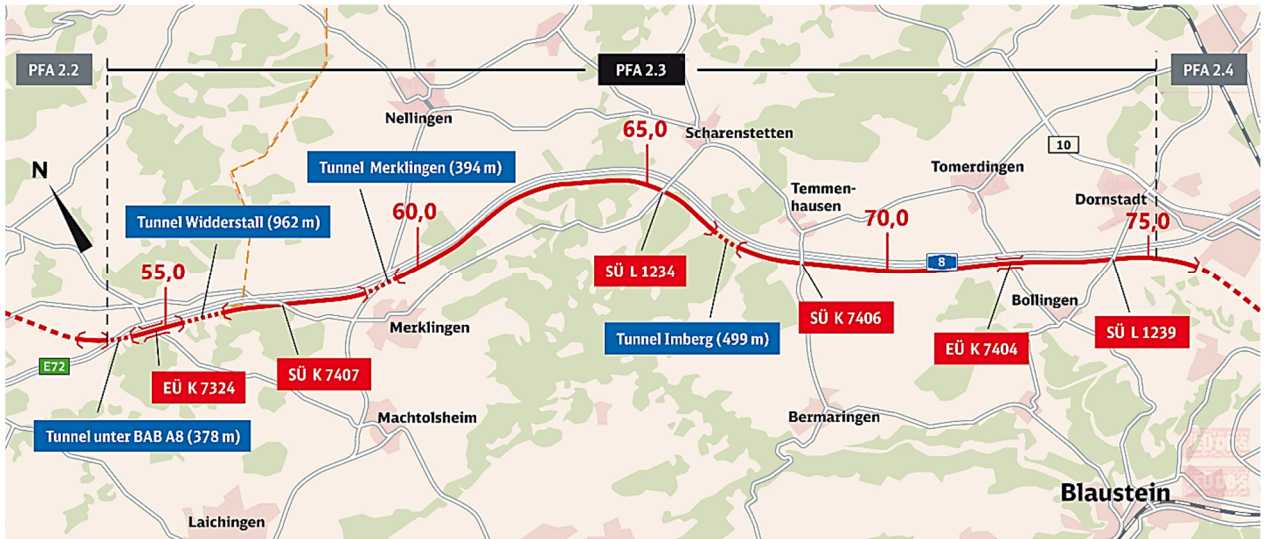 PFA 2.2
PFA 2.3
PFA 2.4
Nellingen
65,0
Scharenstetten
10
N
Tunnel Merklingen (394 m)
Tomerdingen
Temmen-
hausen
Dornstadt
Tunnel Widderstall (962 m)
60,0
70,0
75,0
55,0
8
SÜ L 1234
Bollingen
Merklingen
SÜ K 7406
Tunnel Imberg (499 m)
SÜ L 1239
EÜ K 7404
E72
SÜ K 7407
EÜ K 7324
Machtolsheim
Bermaringen
Tunnel unter BAB A8 (378 m)
Blaustein
Laichingen